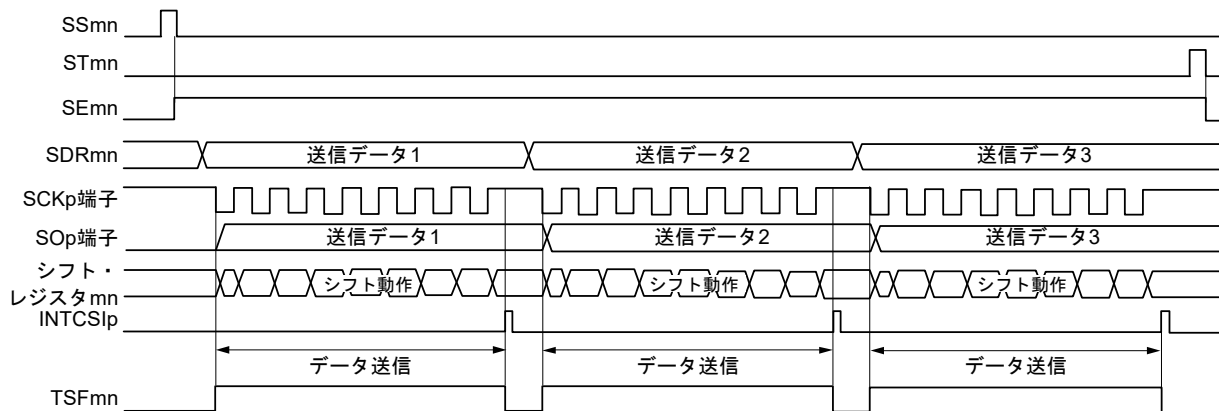 SSmn
STmn
SEmn
SDRmn 送信データ1 送信データ2 送信データ3
SCKp端子
SOp端子 送信データ1 送信データ2 送信データ3
シフト・
レジスタmn シフト動作 シフト動作 シフト動作
INTCSIp
データ送信 データ送信 データ送信
TSFmn